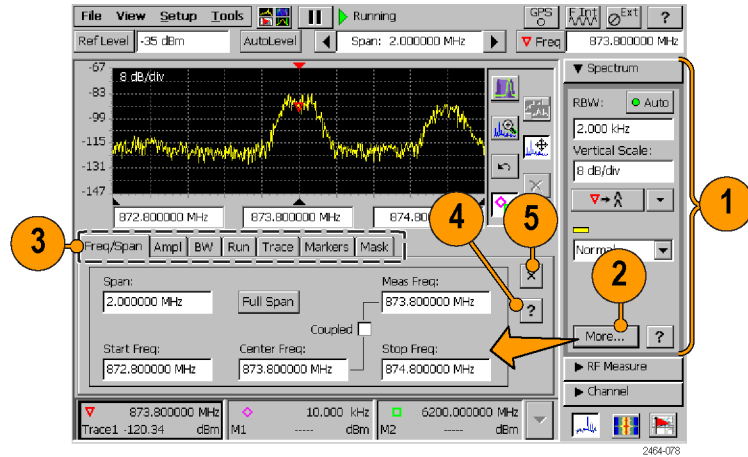 File View Setup Tools Running GPS F Int Ext ?
Ref Level -35 dBm AutoLevel Span: 2.000000 MHz Freq 873.800000 MHz
-67
8 dB/div
-83
-99
-115
-131
-147
872.800000 MHz 873.800000 MHz 874.80
Spectrum
RBW: Auto
2.000 kHz
Vertical Scale:
8 dB/div
Normal
More... ?
RF Measure
Channel
1
2
3
4
5
Freq/Span Ampl BW Run Trace Markers Mask
Span: Meas Freq:
2.000000 MHz Full Span 873.800000 MHz
Coupled
Start Freq: Center Freq: Stop Freq:
872.800000 MHz 873.800000 MHz 874.800000 MHz
×
?
873.800000 MHz 10.000 kHz 6200.000000 MHz
Trace1 -120.34 dBm M1 ----- dBm M2 ----- dBm
2464-078